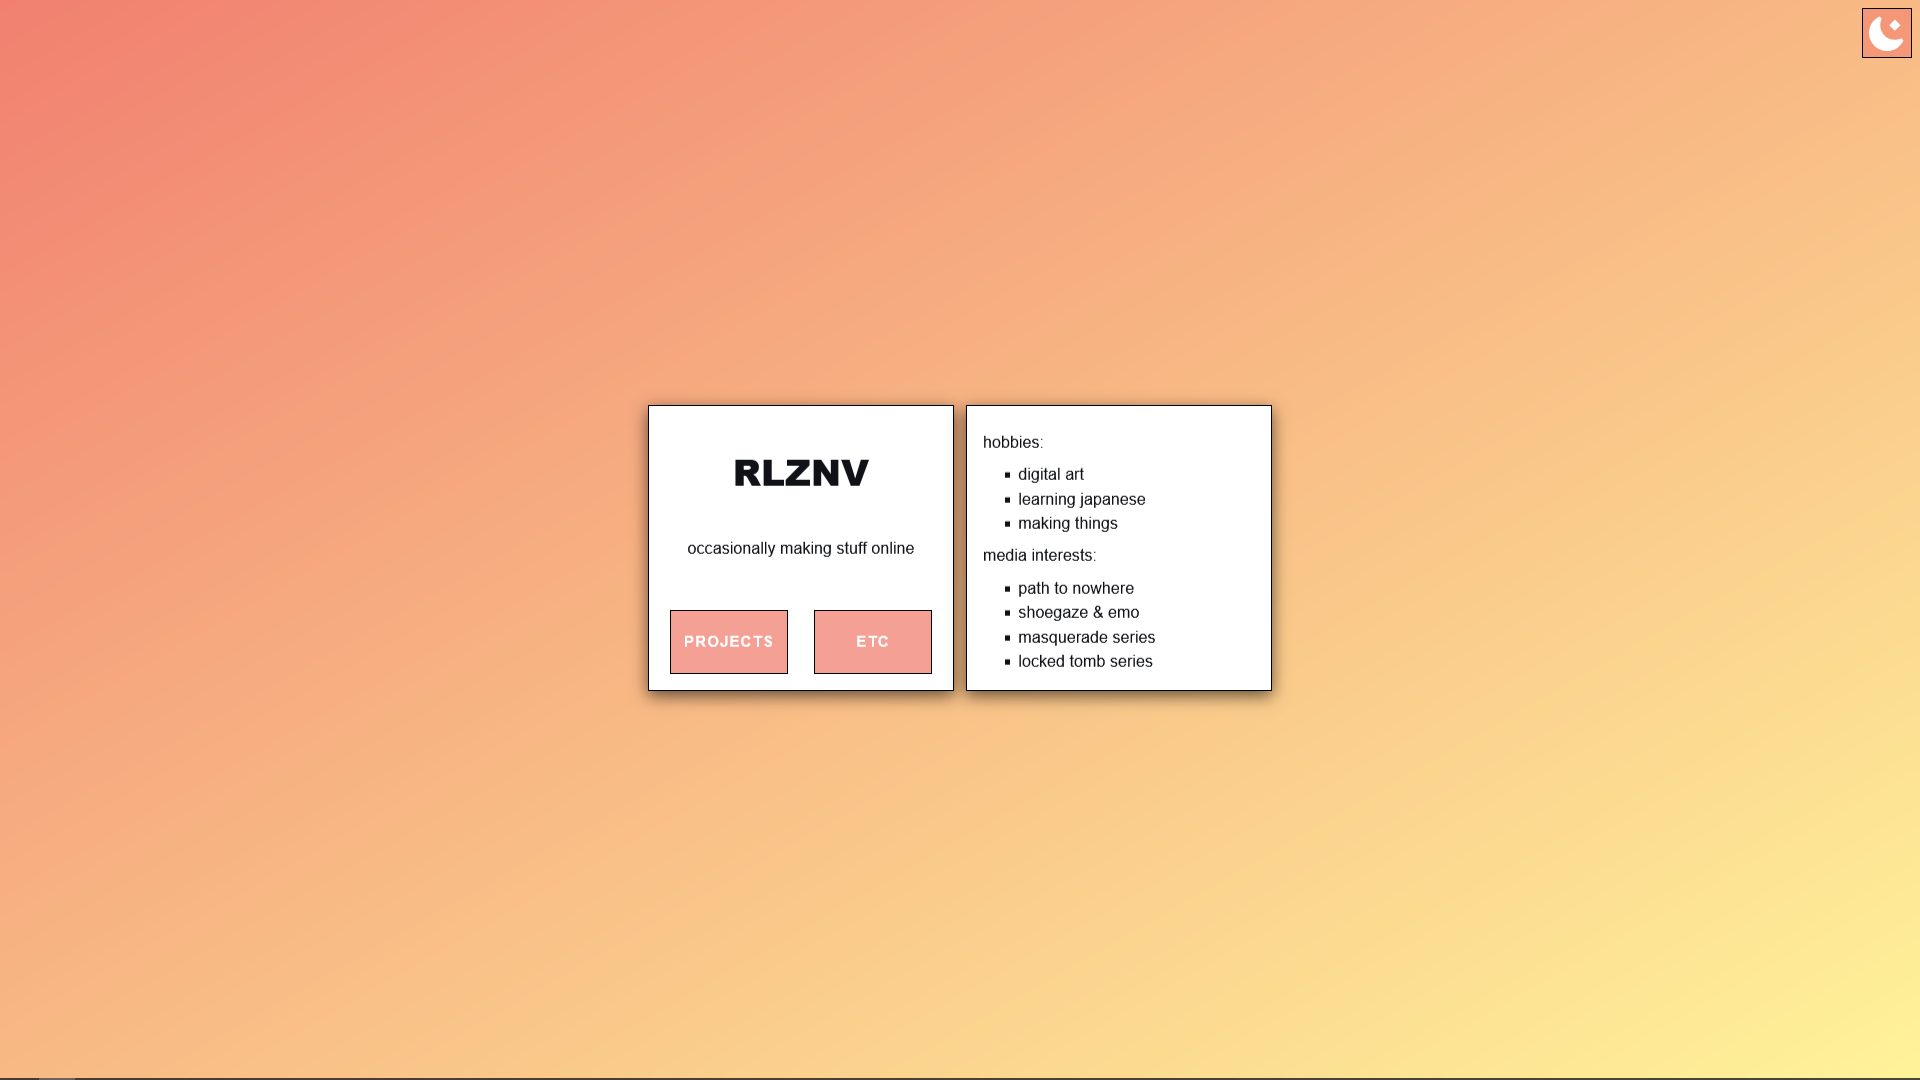 RLZNV
occasionally making stuff online
PROJECTS
ETC
hobbies:
digital art
learning japanese
making things
media interests:
path to nowhere
shoegaze & emo
masquerade series
locked tomb series